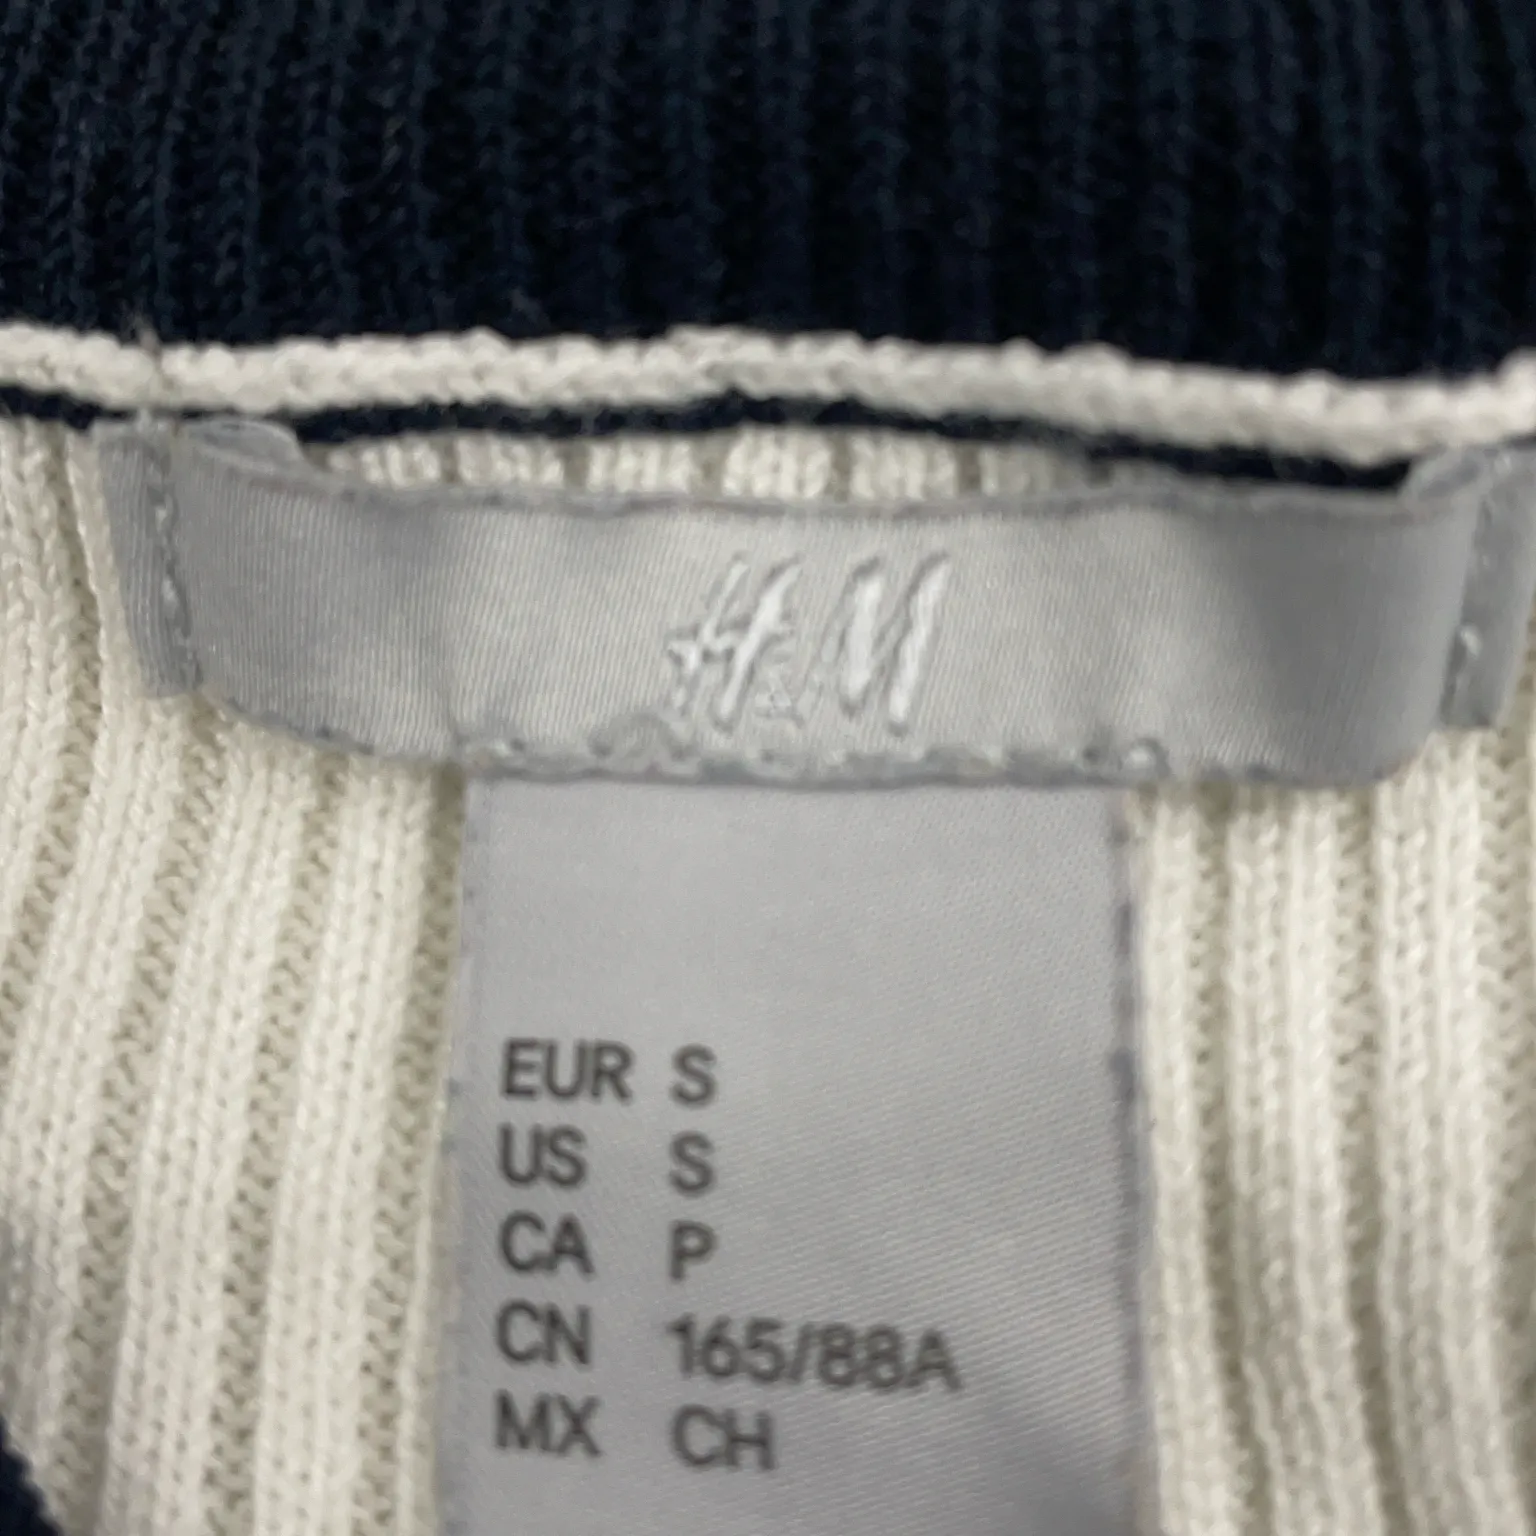 H&M
EUR S
US S
CA P
CN 165/88A
MX CH